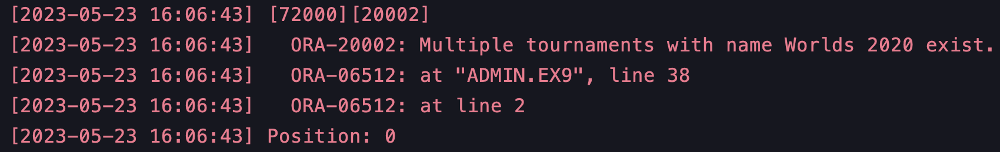 [2023-05-23 16:06:43] [72000][20002]
[2023-05-23 16:06:43]   ORA-20002: Multiple tournaments with name Worlds 2020 exist.
[2023-05-23 16:06:43]   ORA-06512: at "ADMIN.EX9", line 38
[2023-05-23 16:06:43]   ORA-06512: at line 2
[2023-05-23 16:06:43] Position: 0